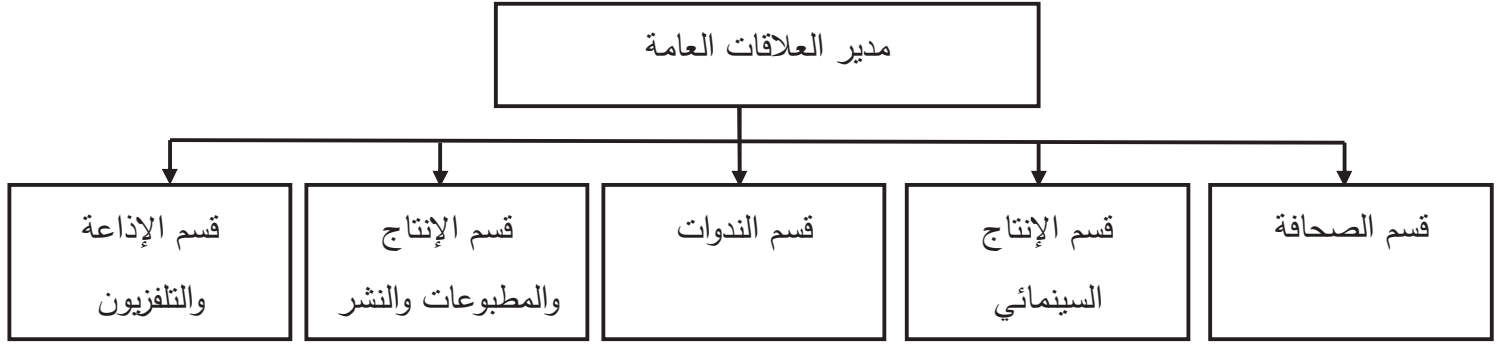 مدير العلاقات العامة
قسم الصحافة
قسم الإنتاج
السينمائي
قسم الندوات
قسم الإنتاج
والمطبوعات والنشر
قسم الإذاعة
والتلفزيون